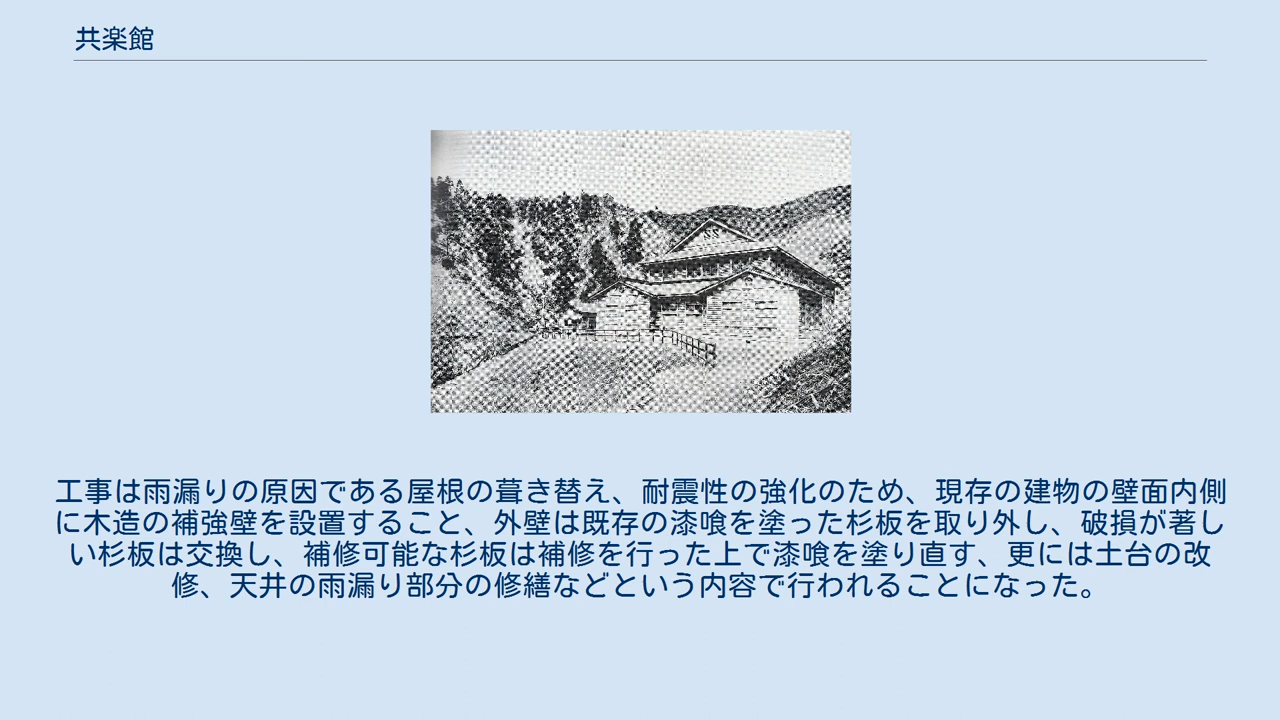 共楽館
工事は雨漏りの原因である屋根の葺き替え、耐震性の強化のため、現存の建物の壁面内側
に木造の補強壁を設置すること、外壁は既存の漆喰を塗った杉板を取り外し、破損が著し
い杉板は交換し、補修可能な杉板は補修を行った上で漆喰を塗り直す、更には土台の改
修、天井の雨漏り部分の修繕などという内容で行われることになった。